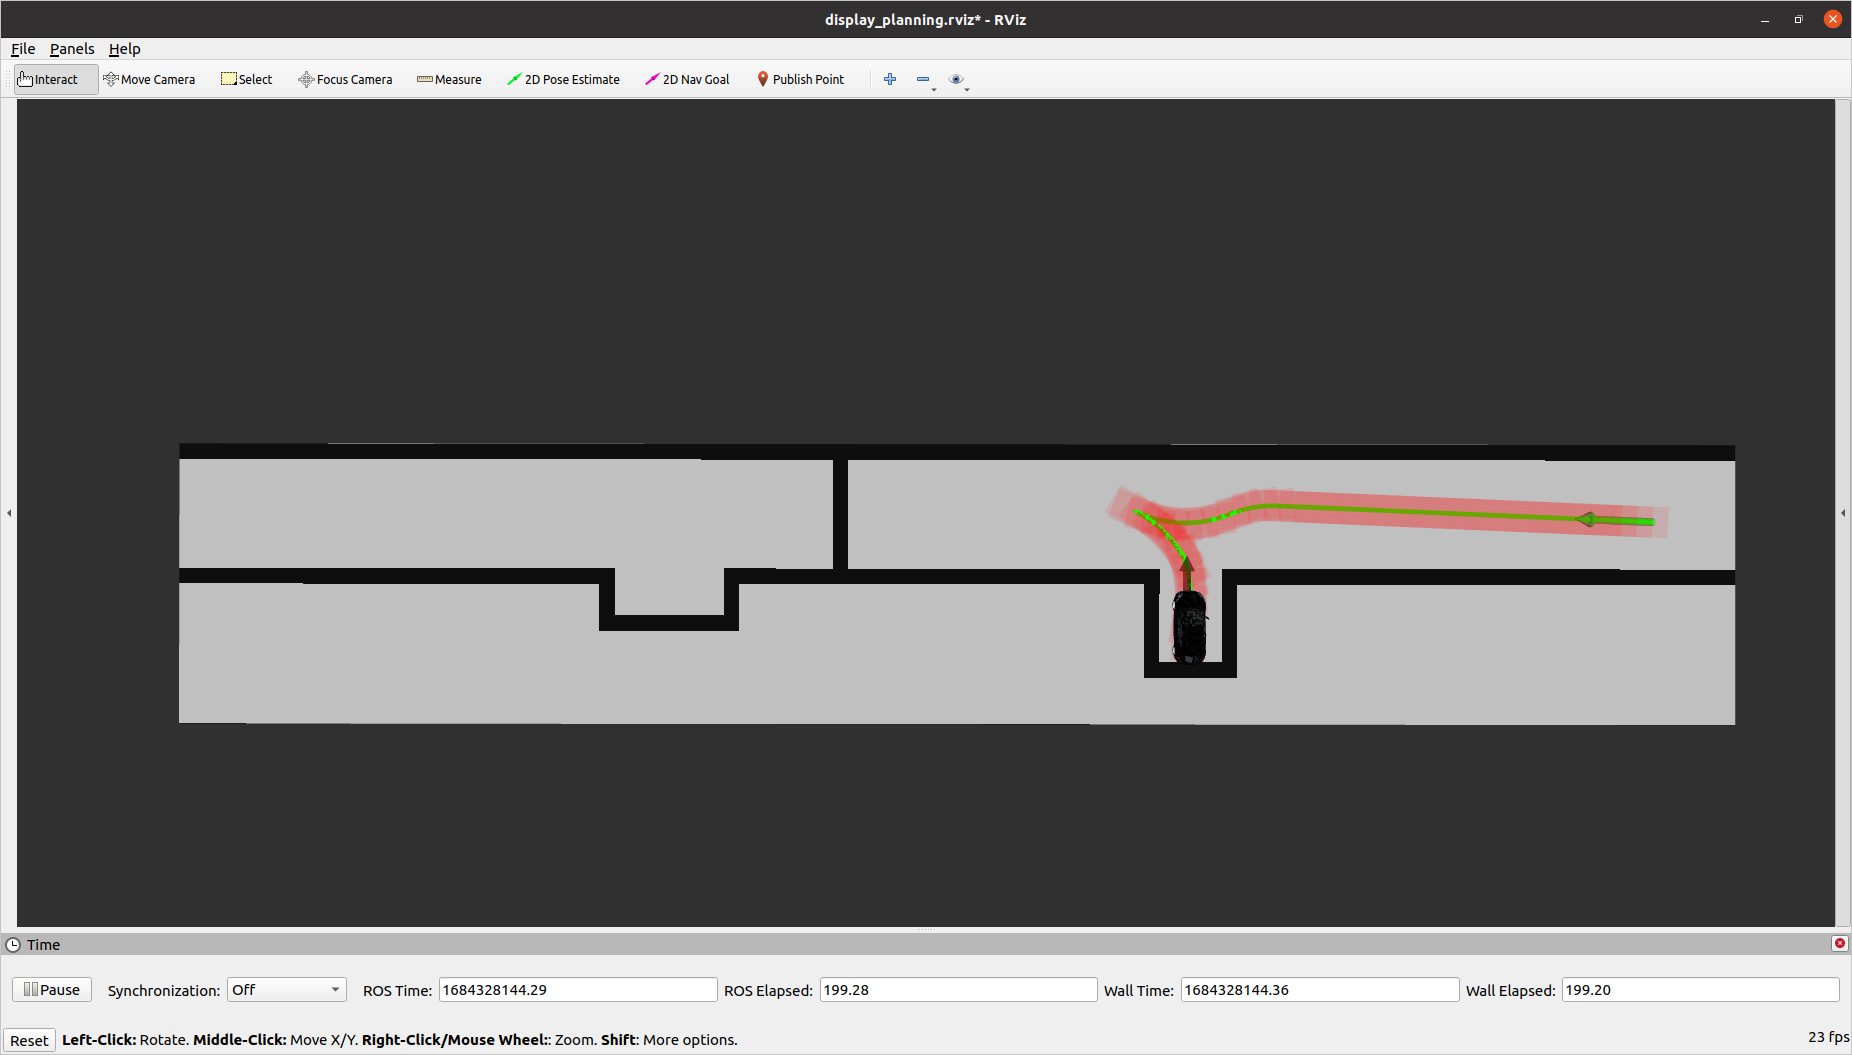 display_planning.rviz* - RViz
File Panels Help
Interact Move Camera Select Focus Camera Measure 2D Pose Estimate 2D Nav Goal Publish Point
Time
Pause Synchronization: Off ROS Time: 1684328144.29 ROS Elapsed: 199.28 Wall Time: 1684328144.36 Wall Elapsed: 199.20
Reset Left-Click: Rotate. Middle-Click: Move X/Y. Right-Click/Mouse Wheel:: Zoom. Shift: More options. 23 fps